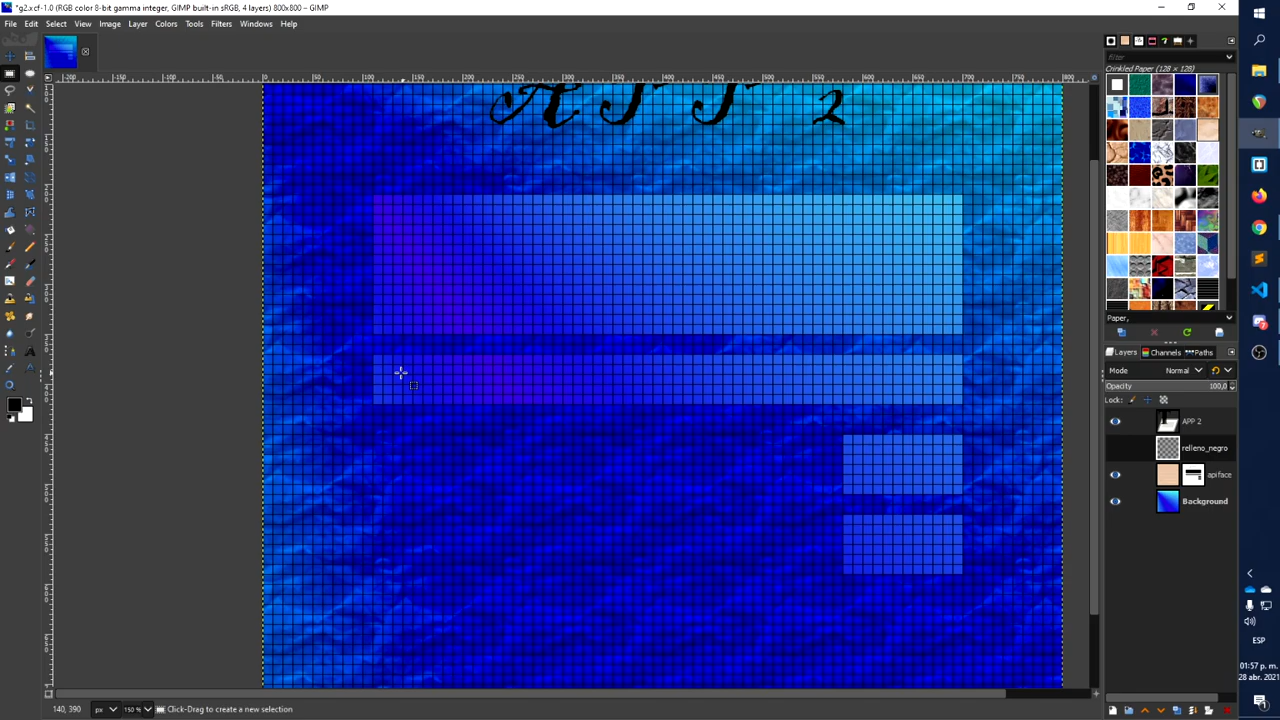 *g2.xcf-1.0 (RGB color 8-bit gamma integer, GIMP built-in sRGB, 4 layers) 800x800 – GIMP
File Edit Select View Image Layer Colors Tools Filters Windows Help
APP 2
filter
Crinkled Paper (128 × 128)
Paper,
Layers Channels Paths
Mode Normal
Opacity 100,0
Lock:
APP 2
relleno_negro
apiface
Background
ESP
01:57 p. m.
28 abr. 2021
140, 390 px 150 % Click-Drag to create a new selection